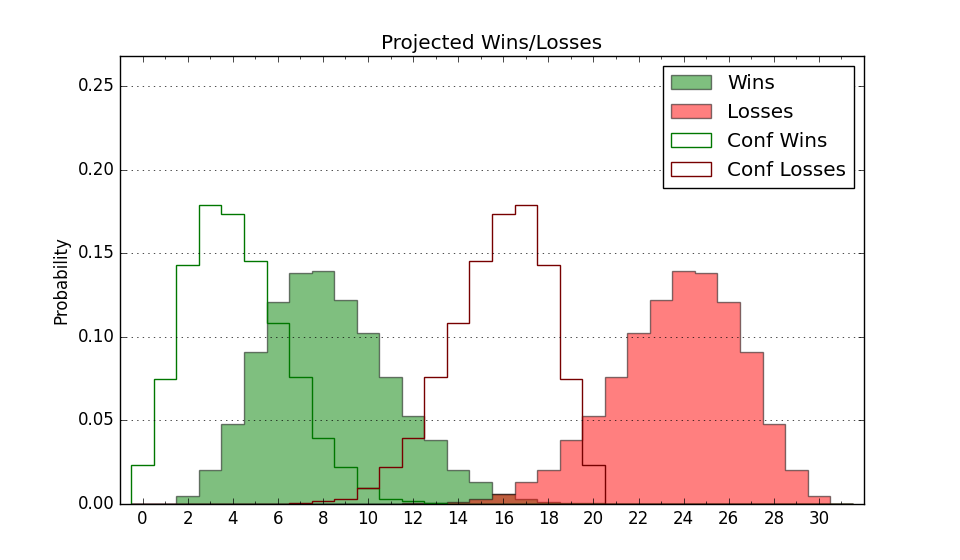 Projected Wins/Losses
0.25
0.20
0.15
0.10
0.05
0.00
Probability
Wins
Losses
Conf Wins
Conf Losses
0 2 4 6 8 10 12 14 16 18 20 22 24 26 28 30